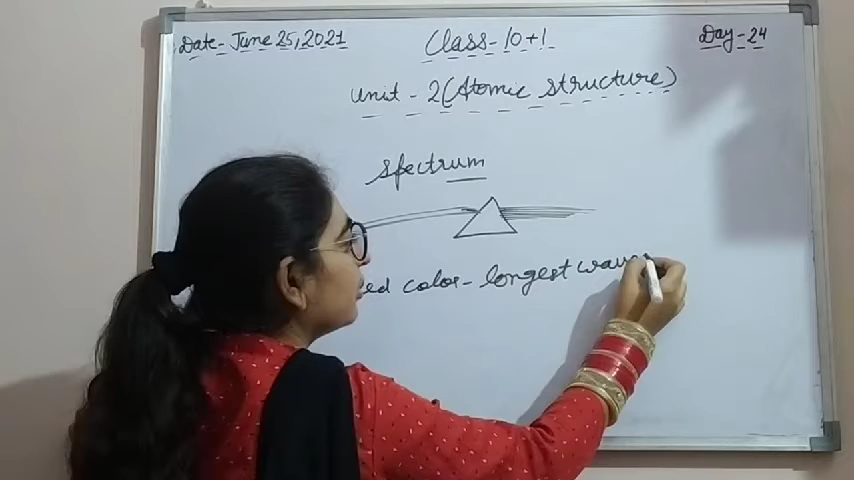 Date- June 25, 2021
Class- 10+1
Day- 24
Unit - 2 (Atomic structure)
Spectrum
color- longest